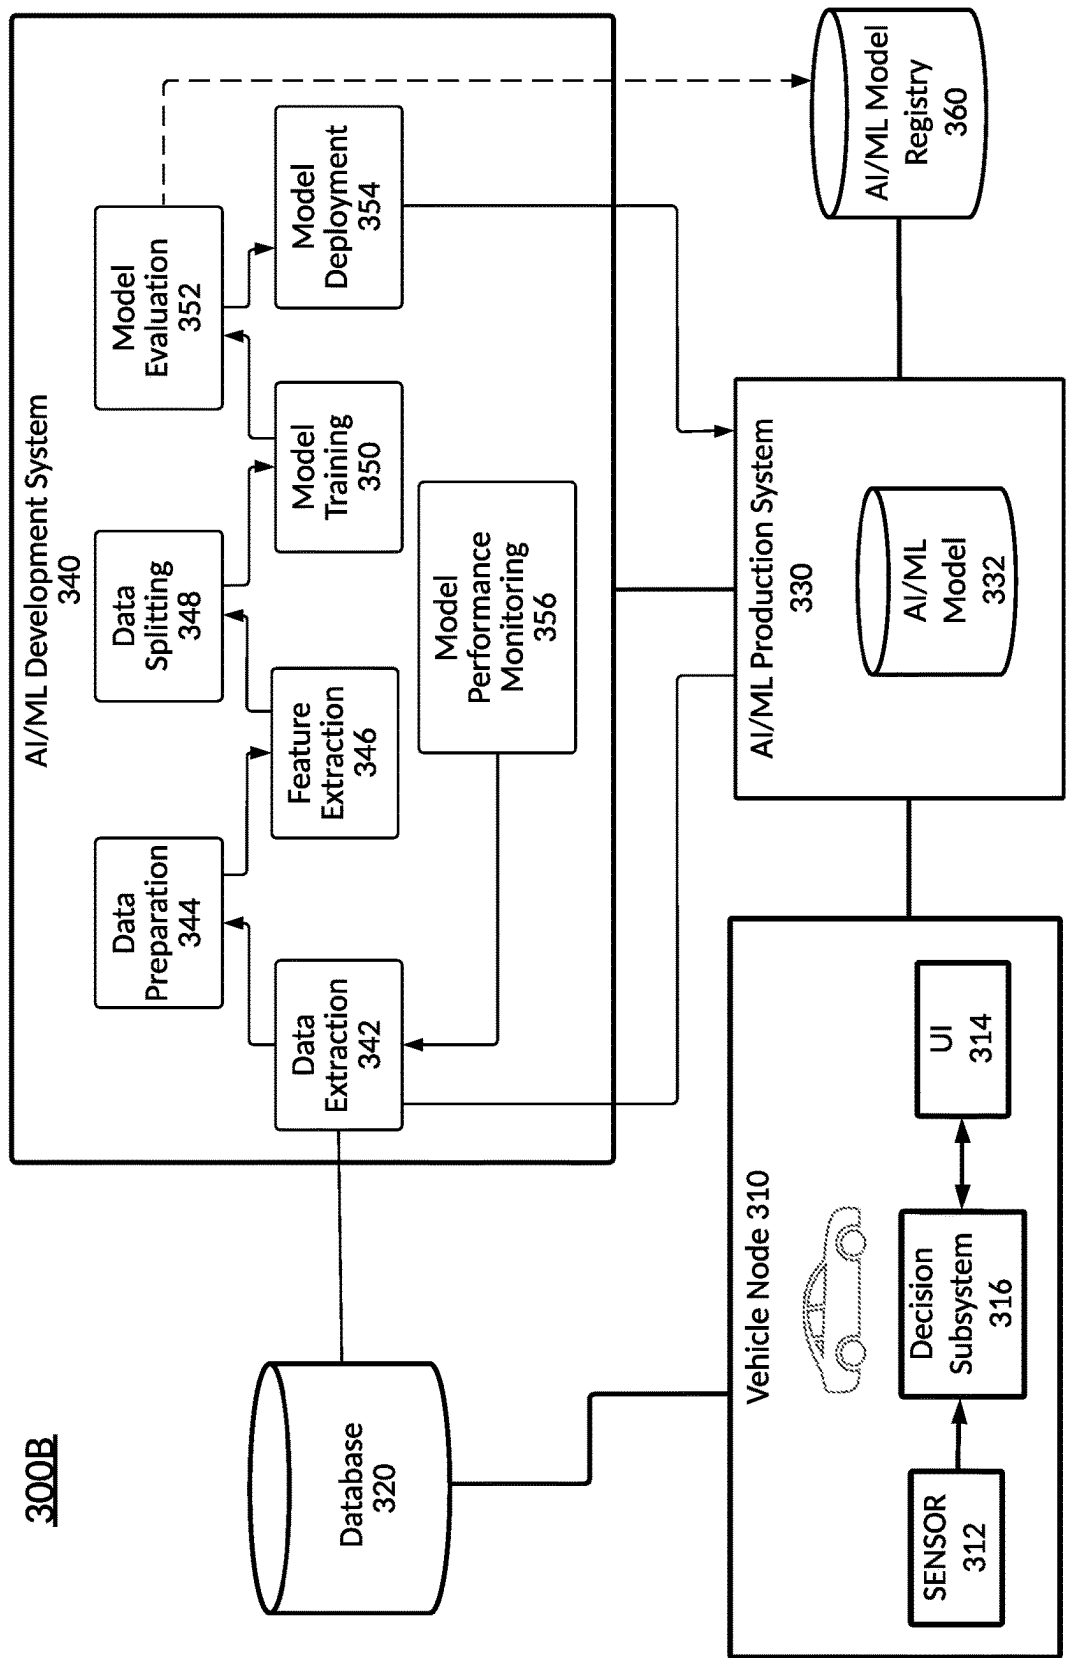 300B
AI/ML Development System
340
Data
Preparation
344
Data
Splitting
348
Model
Evaluation
352
Data
Extraction
342
Feature
Extraction
346
Model
Training
350
Model
Deployment
354
Model
Performance
Monitoring
356
Database
320
Vehicle Node 310
SENSOR
312
Decision
Subsystem
316
UI
314
AI/ML Production System
330
AI/ML
Model
332
AI/ML Model
Registry
360